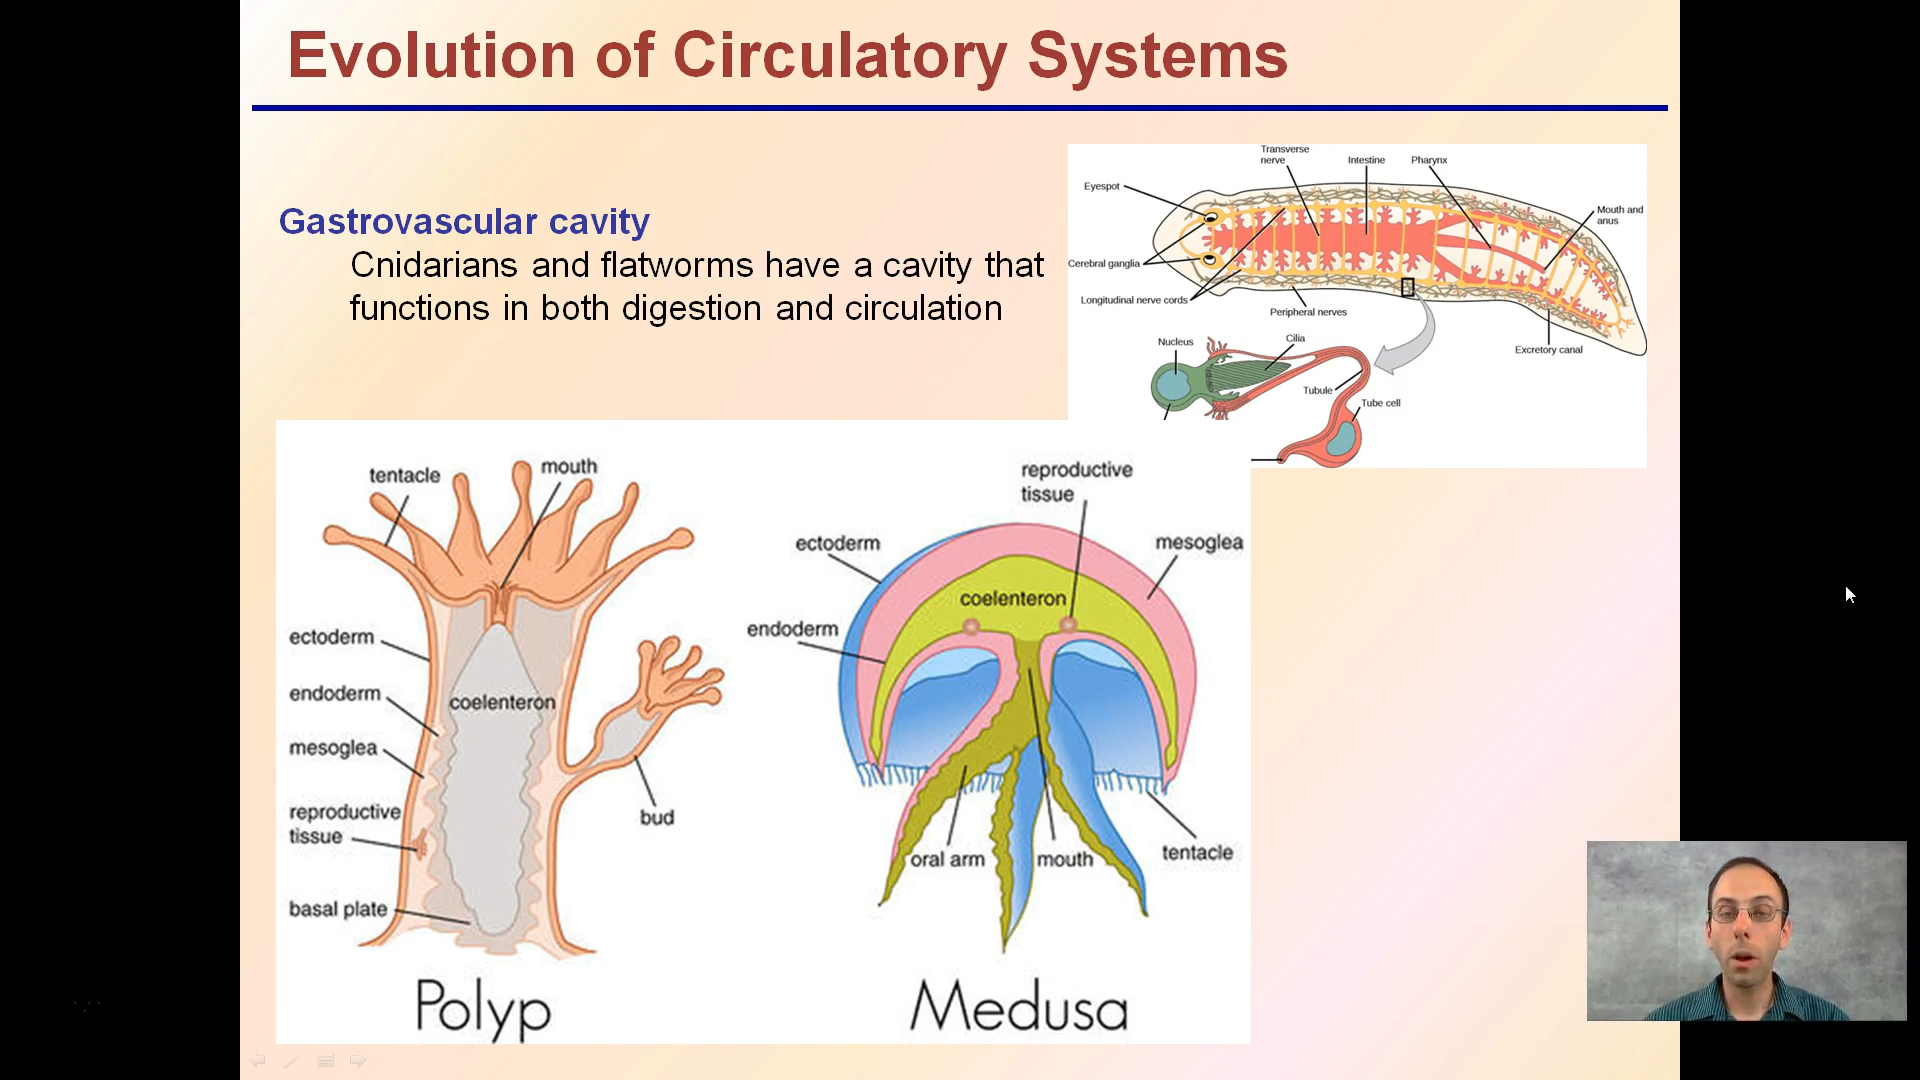 Evolution of Circulatory Systems
Gastrovascular cavity
Cnidarians and flatworms have a cavity that
functions in both digestion and circulation
Transverse
nerve
Intestine
Pharynx
Eyespot
Mouth and
anus
Cerebral ganglia
Longitudinal nerve cords
Peripheral nerves
Excretory canal
Nucleus
Cilia
Tubule
Tube cell
tentacle
mouth
ectoderm
endoderm
coelenteron
mesoglea
reproductive
tissue
bud
basal plate
Polyp
reproductive
tissue
ectoderm
mesoglea
coelenteron
endoderm
oral arm
mouth
tentacle
Medusa